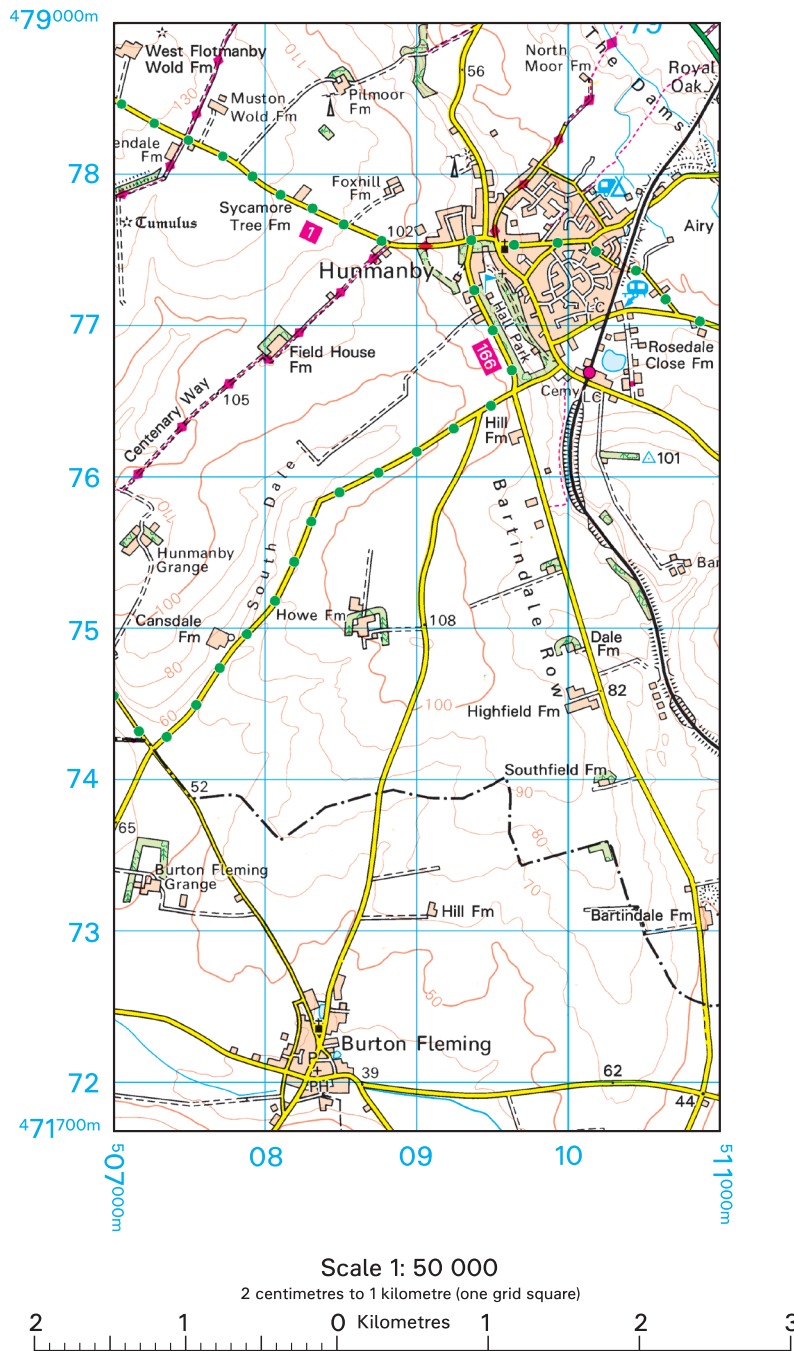 479000m
79
West Flotmanby
Wold Fm
110
56
North
Moor Fm
The Dams
Royal
Oak
130
Muston
Wold Fm
Pilmoor
Fm
endale
Fm
78
Foxhill
Fm
Sycamore
Tree Fm
Tumulus
1
102
Airy
Hunmanby
77
Hall Park
LC
Field House
Fm
166
Rosedale
Close Fm
Centenary Way
105
Cemy
LC
Hill
Fm
101
76
South Dale
Bartindale Row
110
Hunmanby
Grange
Bar
100
Cansdale
Fm
Howe Fm
108
75
Dale
Fm
80
82
100
Highfield Fm
60
74
Southfield Fm
52
90
65
80
Burton Fleming
Grange
70
Hill Fm
Bartindale Fm
73
50
Burton Fleming
P
72
PH
39
62
44
471700m
507000m
08
09
10
511000m
Scale 1: 50 000
2 centimetres to 1 kilometre (one grid square)
2 1 0 Kilometres 1 2 3